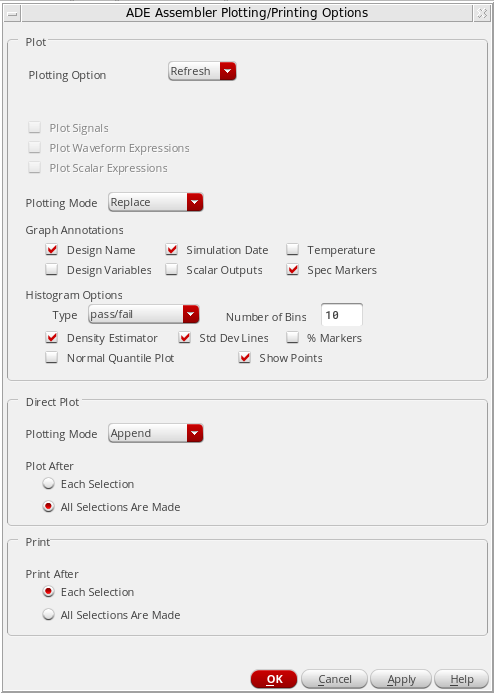 ADE Assembler Plotting/Printing Options
Plot
Plotting Option Refresh
Plot Signals
Plot Waveform Expressions
Plot Scalar Expressions
Plotting Mode Replace
Graph Annotations
Design Name Simulation Date Temperature
Design Variables Scalar Outputs Spec Markers
Histogram Options
Type pass/fail Number of Bins 10
Density Estimator Std Dev Lines % Markers
Normal Quantile Plot Show Points
Direct Plot
Plotting Mode Append
Plot After
Each Selection
All Selections Are Made
Print
Print After
Each Selection
All Selections Are Made
OK Cancel Apply Help